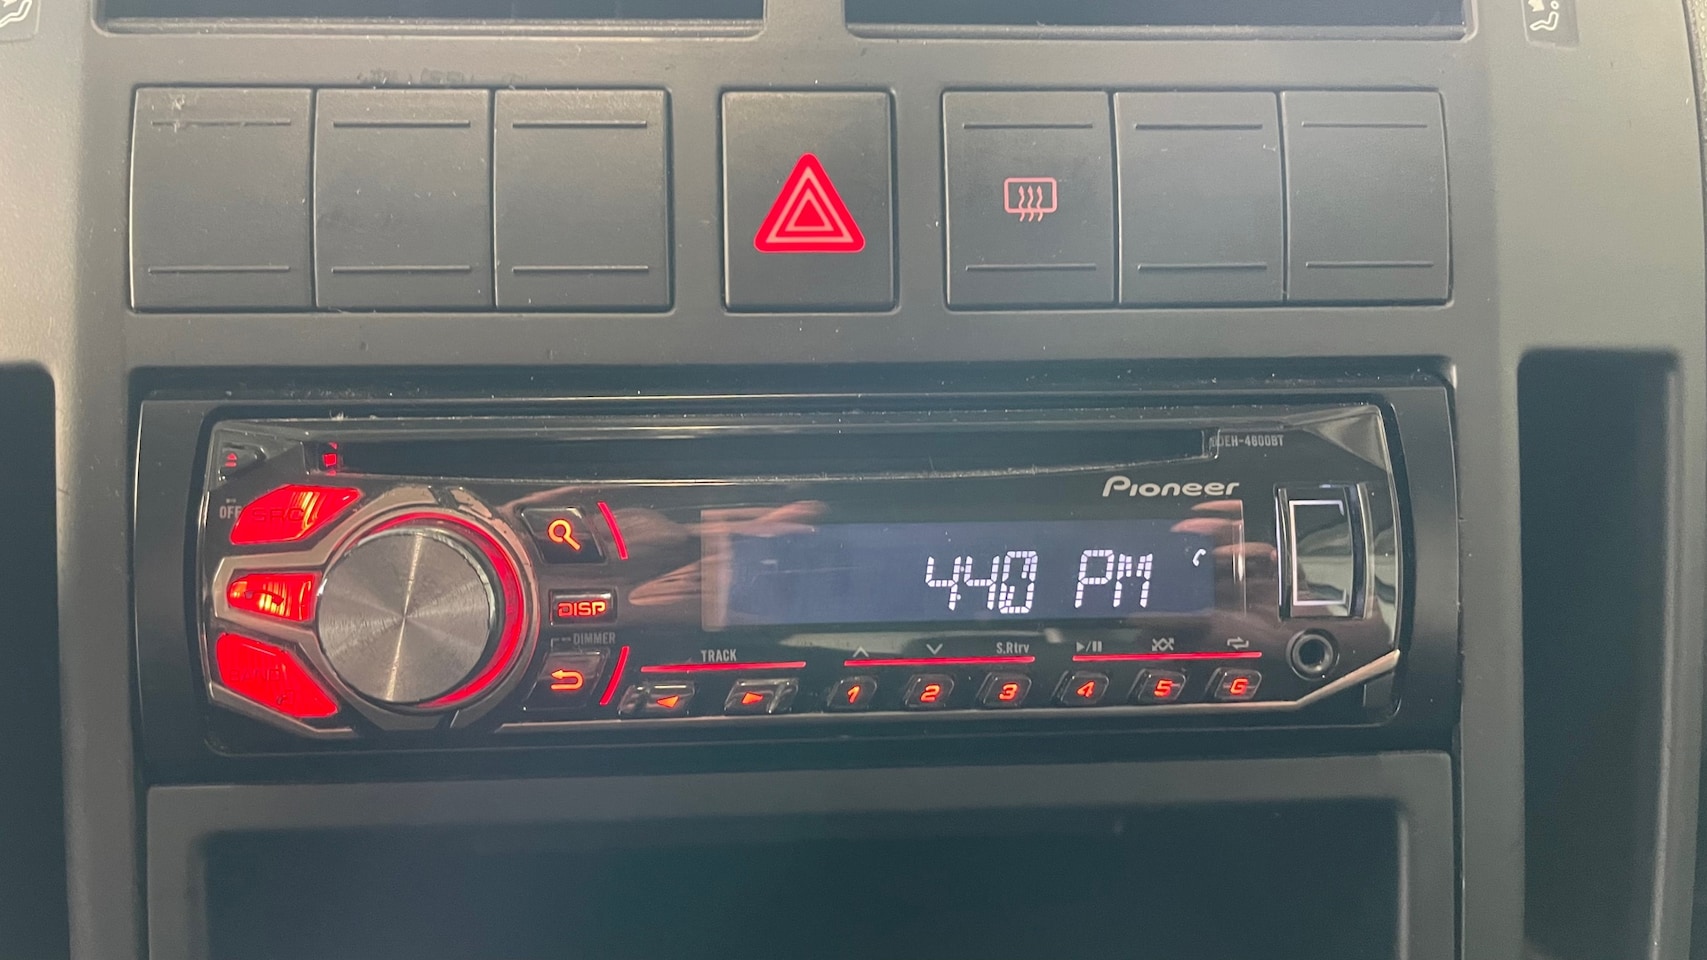 DEH-4600BT
Pioneer
OFF SRC
440 PM
DISP
DIMMER
TRACK
S.Rtrv
1 2 3 4 5 6